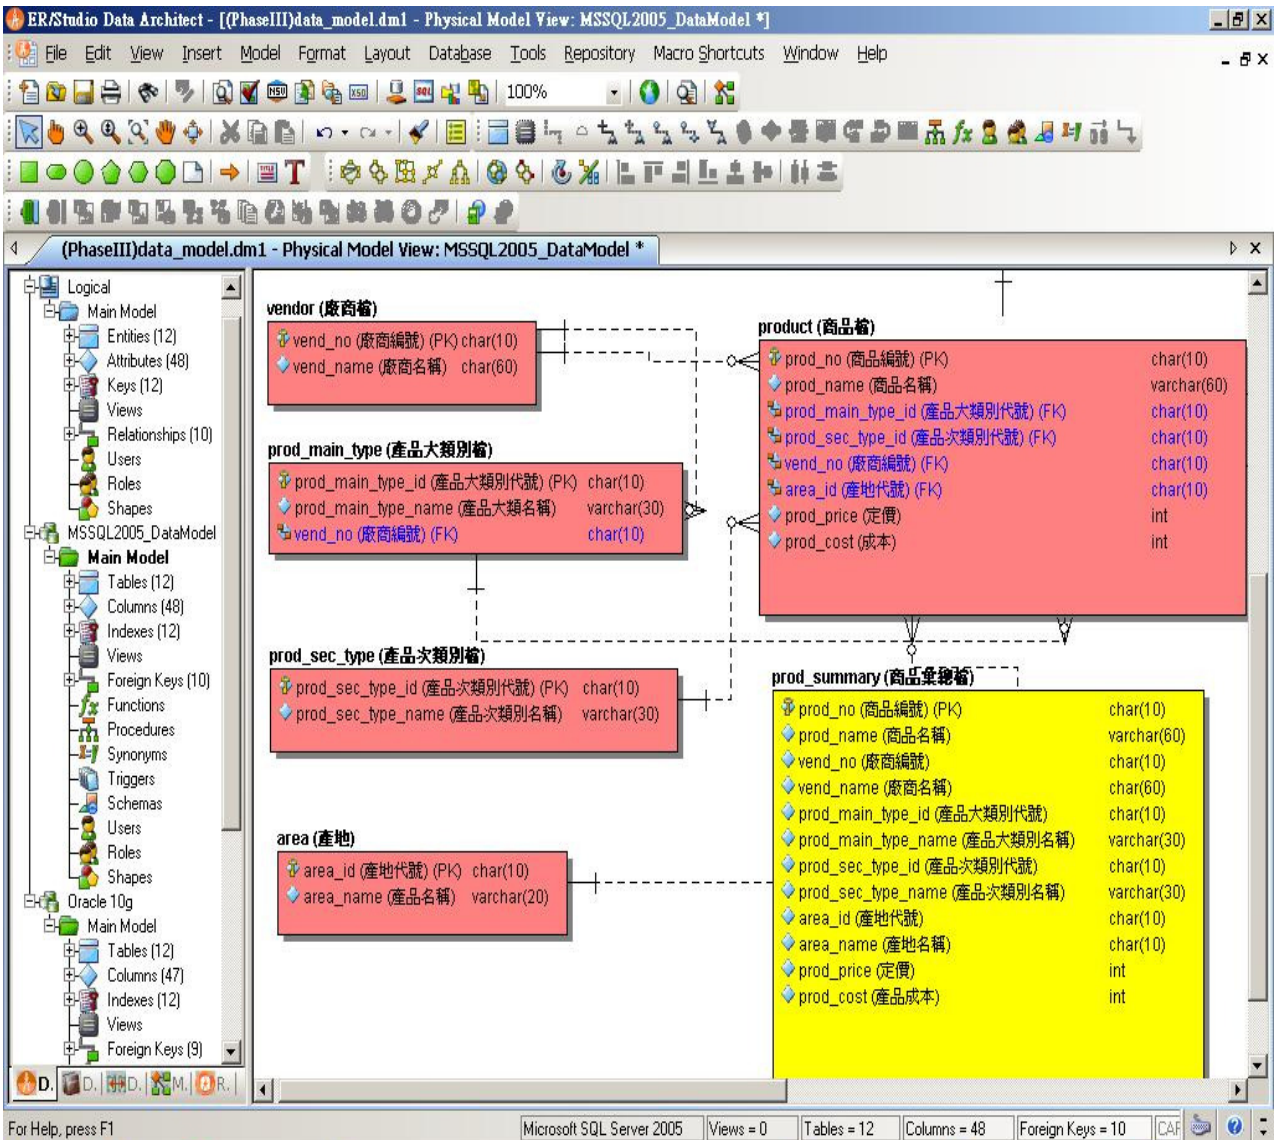 ER/Studio Data Architect - [(PhaseIII)data_model.dm1 - Physical Model View: MSSQL2005_DataModel *]
File Edit View Insert Model Format Layout Database Tools Repository Macro Shortcuts Window Help
100%
(PhaseIII)data_model.dm1 - Physical Model View: MSSQL2005_DataModel *
Logical
Main Model
Entities (12)
Attributes (48)
Keys (12)
Views
Relationships (10)
Users
Roles
Shapes
MSSQL2005_DataModel
Main Model
Tables (12)
Columns (48)
Indexes (12)
Views
Foreign Keys (10)
Functions
Procedures
Synonyms
Triggers
Schemas
Users
Roles
Shapes
Oracle 10g
Main Model
Tables (12)
Columns (47)
Indexes (12)
Views
Foreign Keys (9)
D. D. D. M. R.
vendor (廠商檔)
vend_no (廠商編號) (PK) char(10)
vend_name (廠商名稱) char(60)
prod_main_type (產品大類別檔)
prod_main_type_id (產品大類別代號) (PK) char(10)
prod_main_type_name (產品大類名稱) varchar(30)
vend_no (廠商編號) (FK) char(10)
prod_sec_type (產品次類別檔)
prod_sec_type_id (產品次類別代號) (PK) char(10)
prod_sec_type_name (產品次類別名稱) varchar(30)
area (產地)
area_id (產地代號) (PK) char(10)
area_name (產品名稱) varchar(20)
product (商品檔)
prod_no (商品編號) (PK) char(10)
prod_name (商品名稱) varchar(60)
prod_main_type_id (產品大類別代號) (FK) char(10)
prod_sec_type_id (產品次類別代號) (FK) char(10)
vend_no (廠商編號) (FK) char(10)
area_id (產地代號) (FK) char(10)
prod_price (定價) int
prod_cost (成本) int
prod_summary (商品彙總檔)
prod_no (商品編號) (PK) char(10)
prod_name (商品名稱) varchar(60)
vend_no (廠商編號) char(10)
vend_name (廠商名稱) char(60)
prod_main_type_id (產品大類別代號) char(10)
prod_main_type_name (產品大類別名稱) varchar(30)
prod_sec_type_id (產品次類別代號) char(10)
prod_sec_type_name (產品次類別名稱) varchar(30)
area_id (產地代號) char(10)
area_name (產地名稱) char(10)
prod_price (定價) int
prod_cost (產品成本) int
For Help, press F1 Microsoft SQL Server 2005 Views = 0 Tables = 12 Columns = 48 Foreign Keys = 10